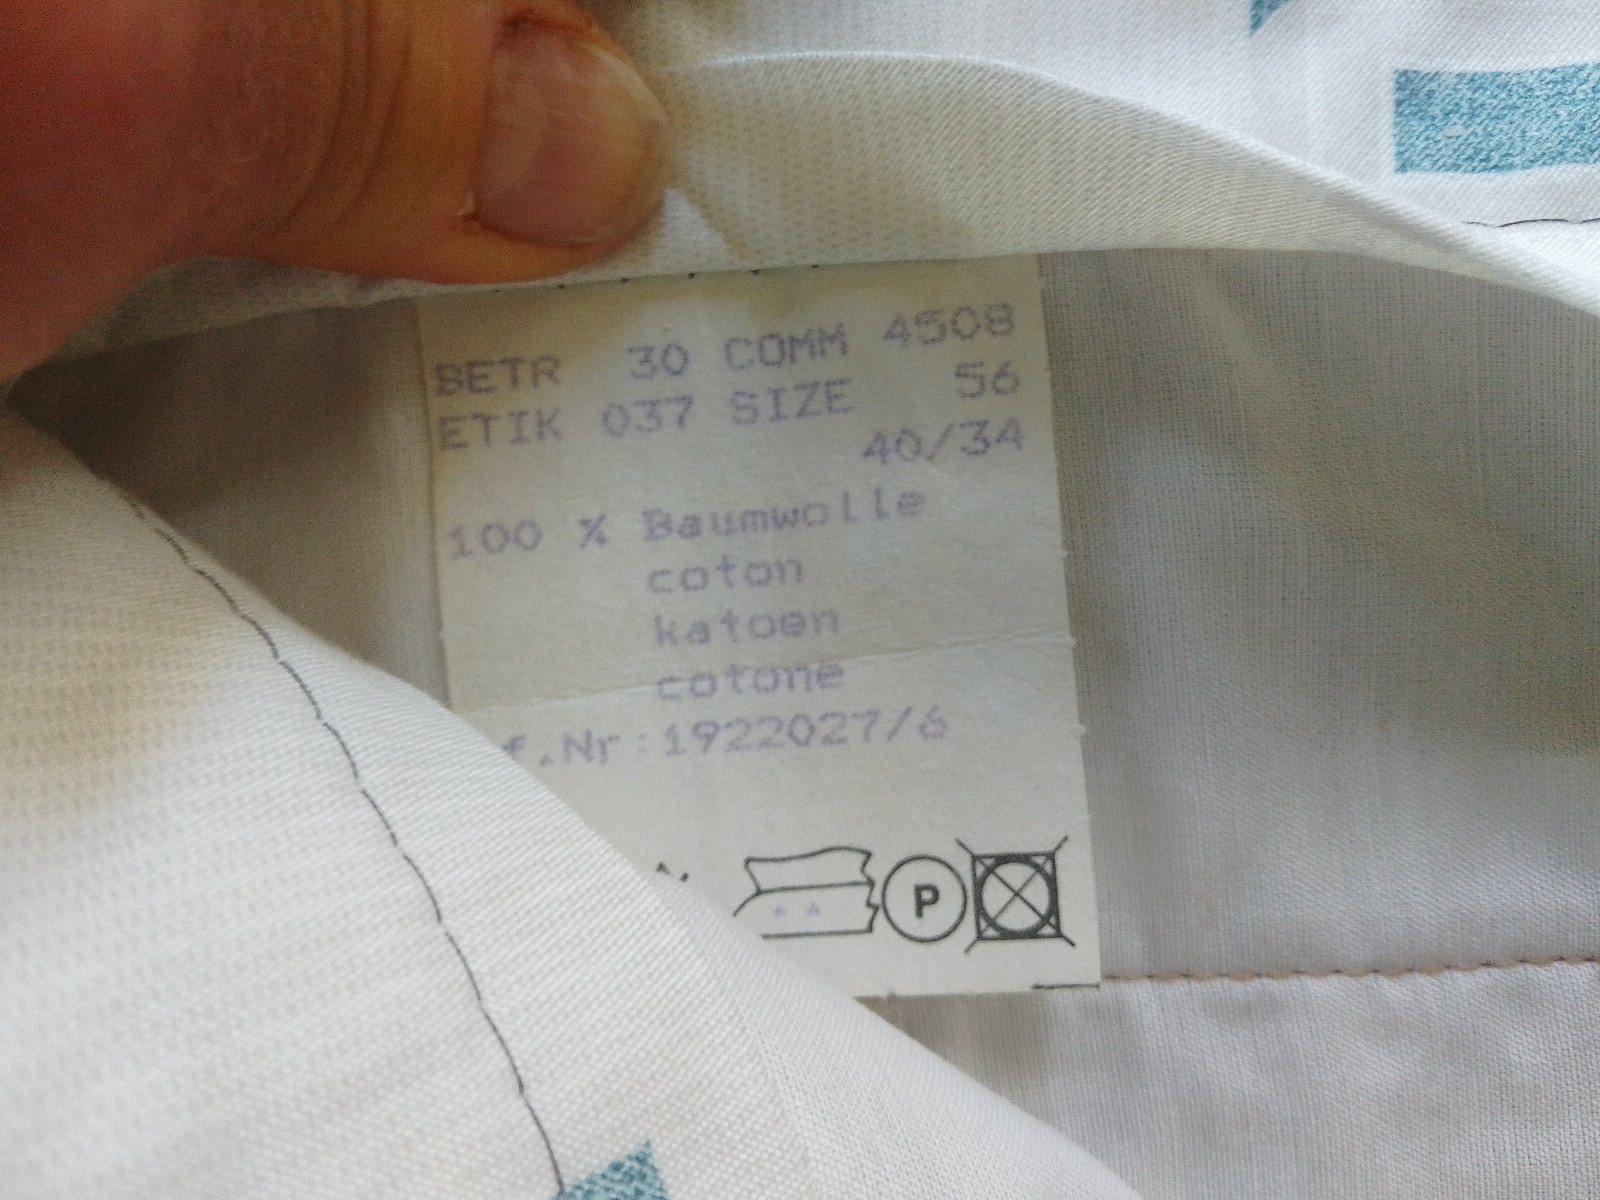 BETR 30 COMM 4508
ETIK 037 SIZE 56
40/34
100 % Baumwolle
coton
katoen
cotone
f.Nr:1922027/6
P